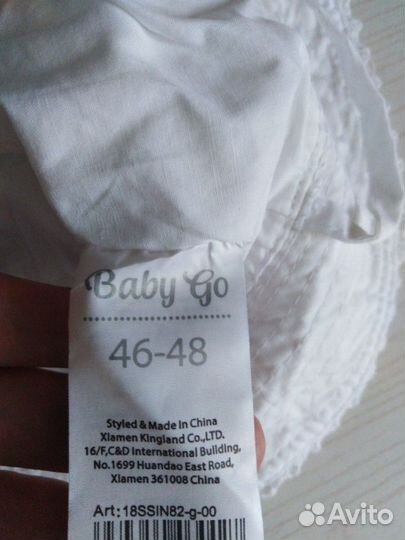 Baby Go
46-48
Styled & Made In China
Xiamen Kingland Co.,LTD.
16/F,C&D International Building,
No.1699 Huandao East Road,
Xiamen 361008 China
Art:18SSIN82-g-00
Avito